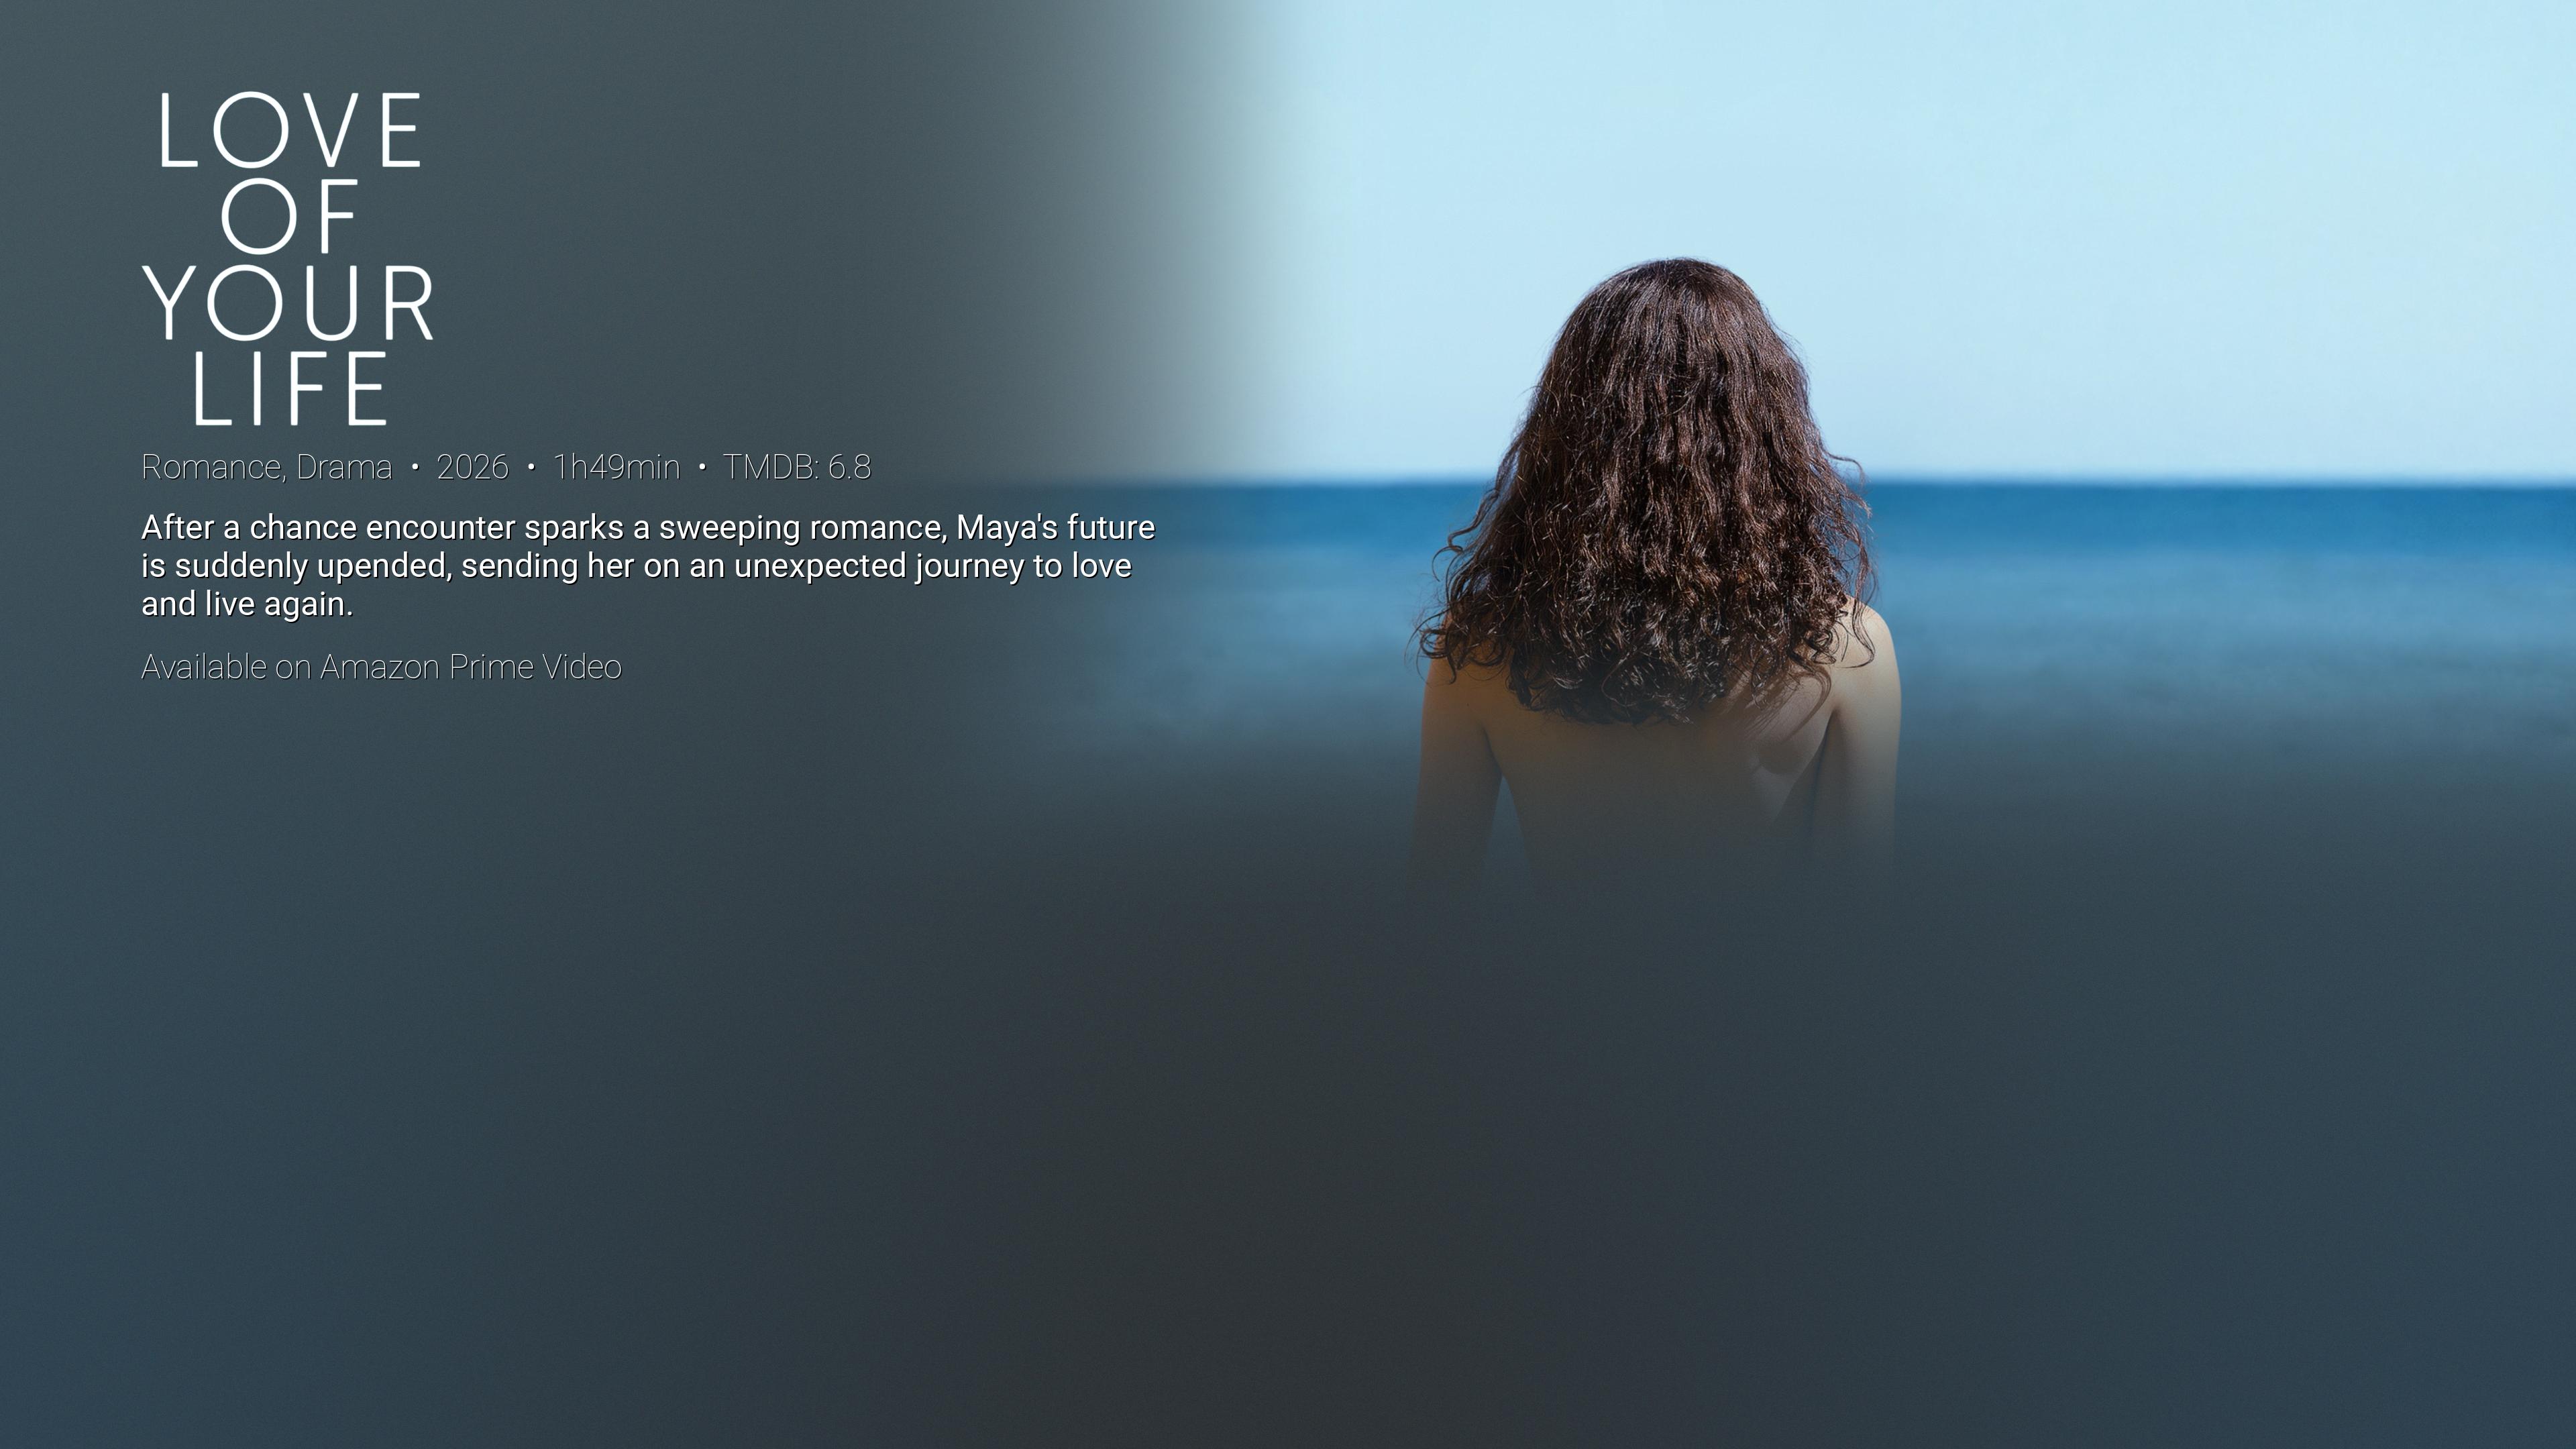 LOVE
OF
YOUR
LIFE
Romance, Drama • 2026 • 1h49min • TMDB: 6.8
After a chance encounter sparks a sweeping romance, Maya's future
is suddenly upended, sending her on an unexpected journey to love
and live again.
Available on Amazon Prime Video